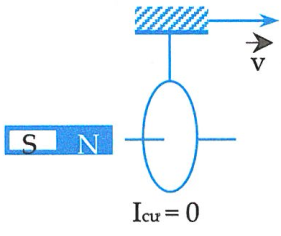 v
S N
Icư = 0